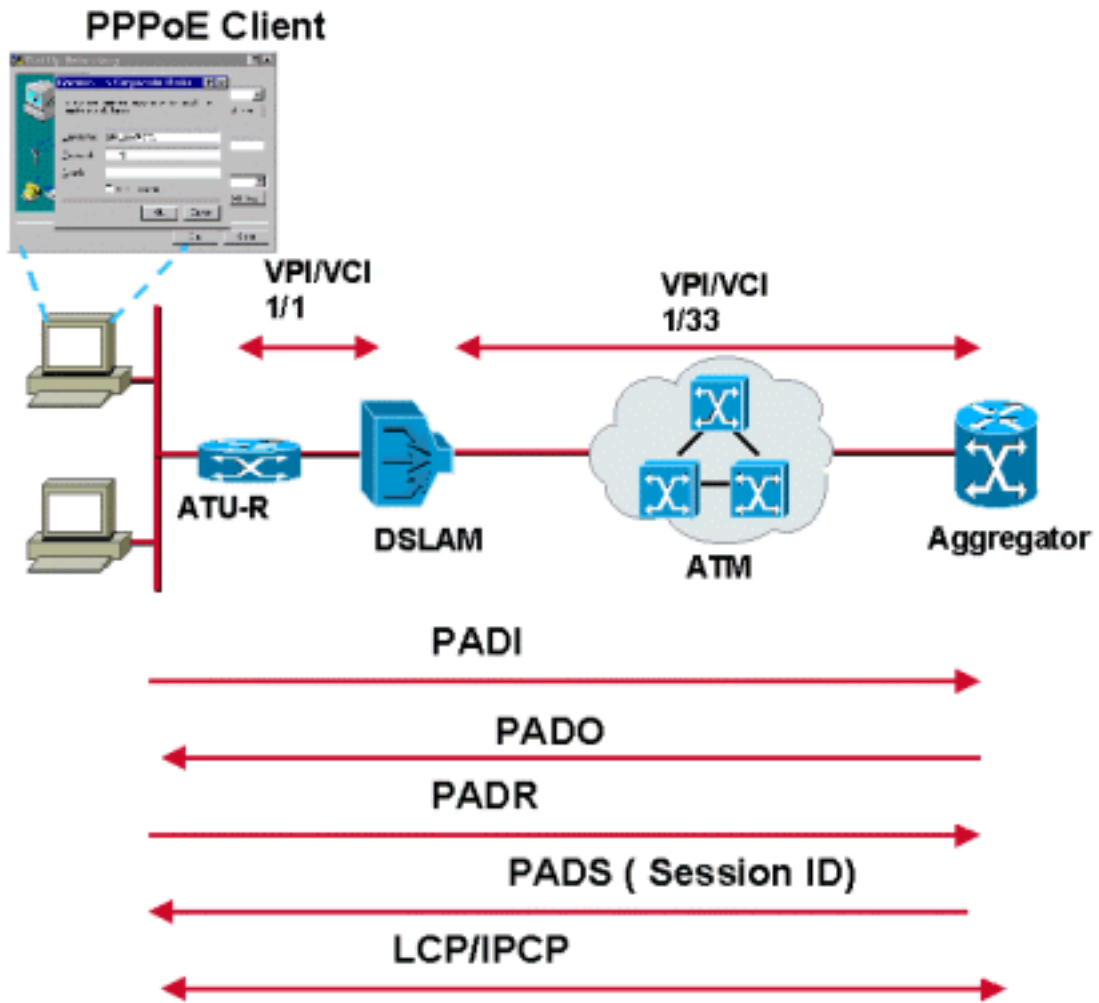 PPPoE Client
VPI/VCI
1/1
VPI/VCI
1/33
ATU-R
DSLAM
ATM
Aggregator
PADI
PADO
PADR
PADS ( Session ID)
LCP/IPCP